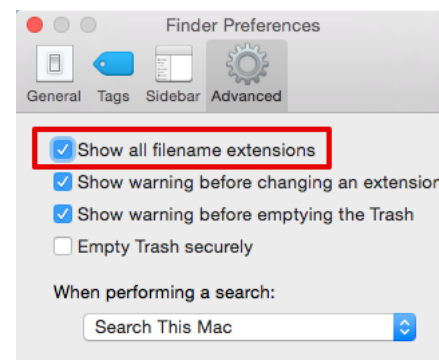 Finder Preferences
General Tags Sidebar Advanced
Show all filename extensions
Show warning before changing an extension
Show warning before emptying the Trash
Empty Trash securely
When performing a search:
Search This Mac